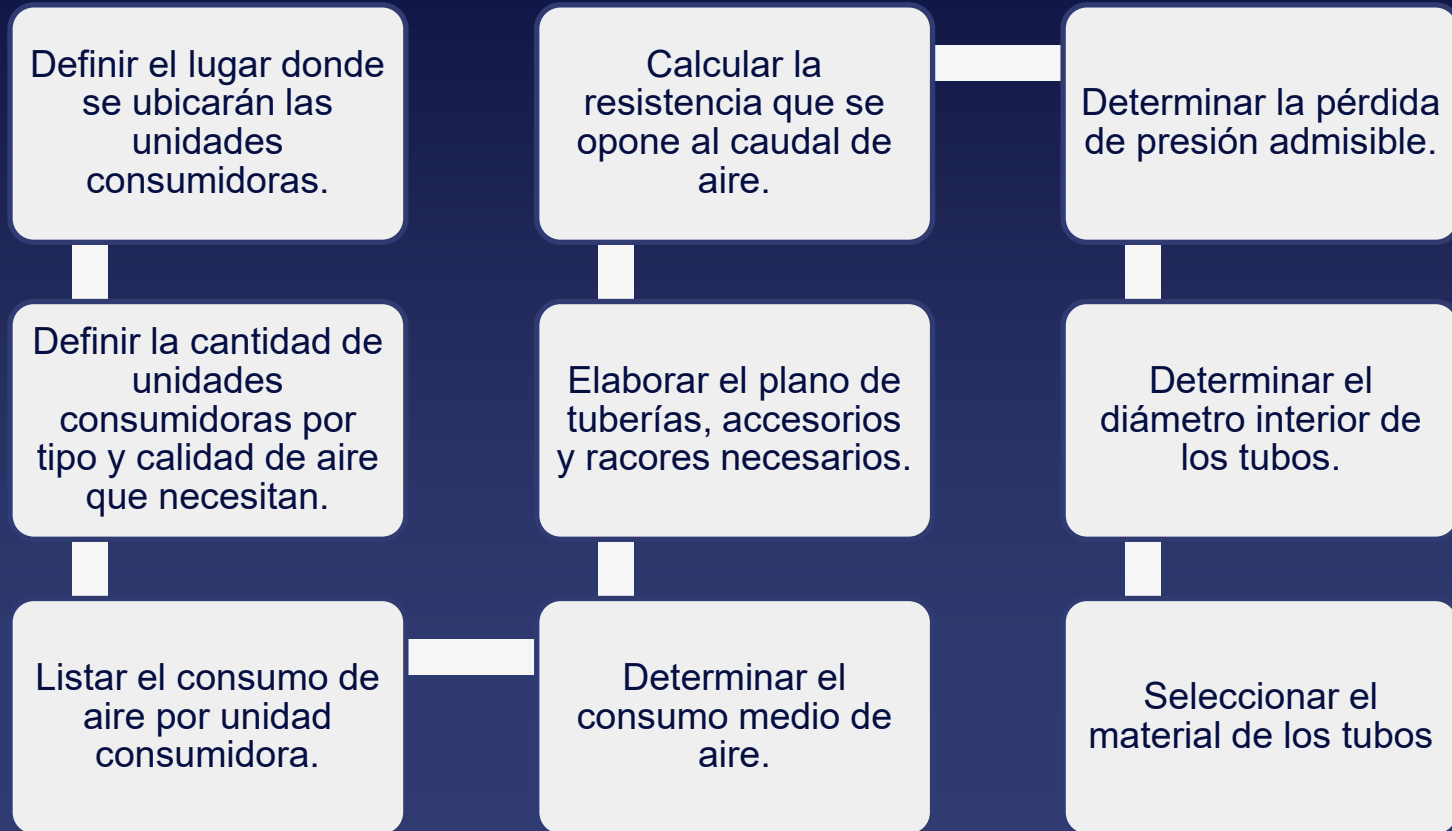 Definir el lugar donde
se ubicarán las
unidades
consumidoras.
Definir la cantidad de
unidades
consumidoras por
tipo y calidad de aire
que necesitan.
Listar el consumo de
aire por unidad
consumidora.
Determinar el
consumo medio de
aire.
Elaborar el plano de
tuberías, accesorios
y racores necesarios.
Calcular la
resistencia que se
opone al caudal de
aire.
Determinar la pérdida
de presión admisible.
Determinar el
diámetro interior de
los tubos.
Seleccionar el
material de los tubos